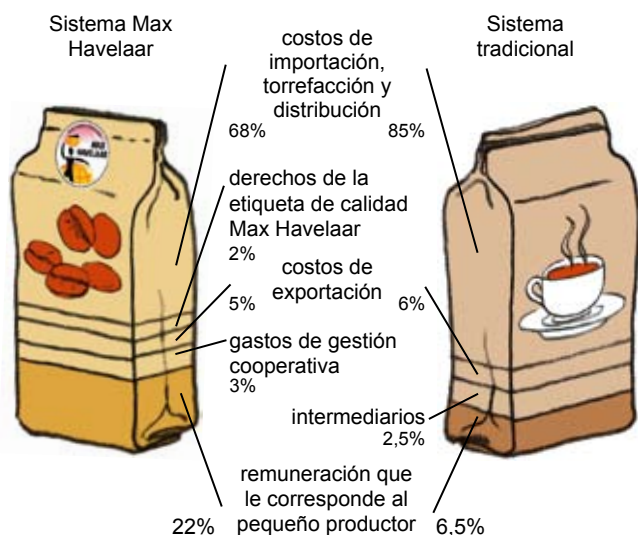 Sistema Max
Havelaar
costos de
importación,
torrefacción y
distribución
Sistema
tradicional
68%
85%
MAX
HAVELAAR
derechos de la
etiqueta de calidad
Max Havelaar
2%
costos de
exportación
5%
6%
gastos de gestión
cooperativa
3%
intermediarios
2,5%
remuneración que
le corresponde al
pequeño productor
22%
6,5%